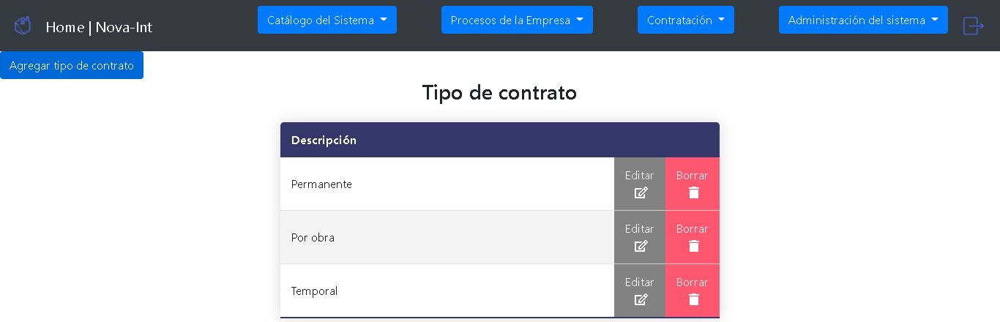 Home | Nova-Int
Catálogo del Sistema
Procesos de la Empresa
Contratación
Administración del sistema
Agregar tipo de contrato
Tipo de contrato
Descripción
Permanente
Editar
Borrar
Por obra
Editar
Borrar
Temporal
Editar
Borrar